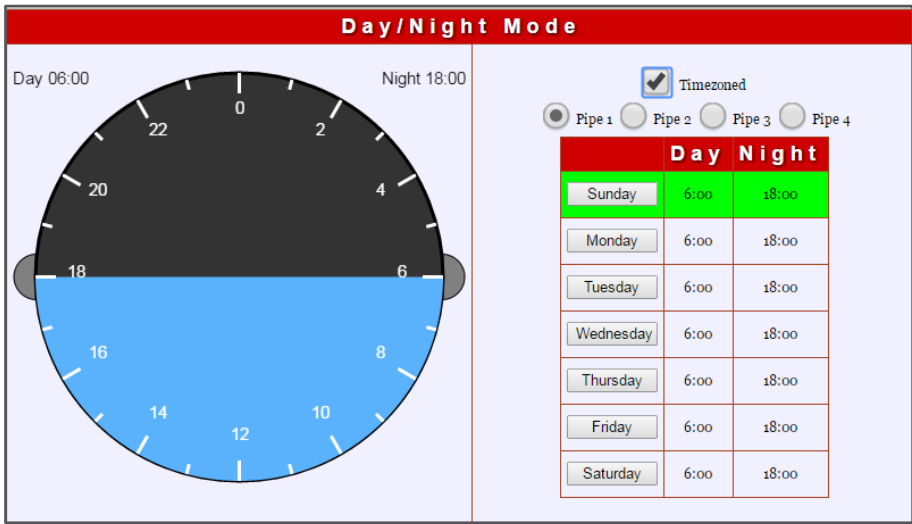 Day/Night Mode
Day 06:00
Night 18:00
0
2
4
6
8
10
12
14
16
18
20
22
Timezoned
Pipe 1 Pipe 2 Pipe 3 Pipe 4
Day Night
Sunday 6:00 18:00
Monday 6:00 18:00
Tuesday 6:00 18:00
Wednesday 6:00 18:00
Thursday 6:00 18:00
Friday 6:00 18:00
Saturday 6:00 18:00